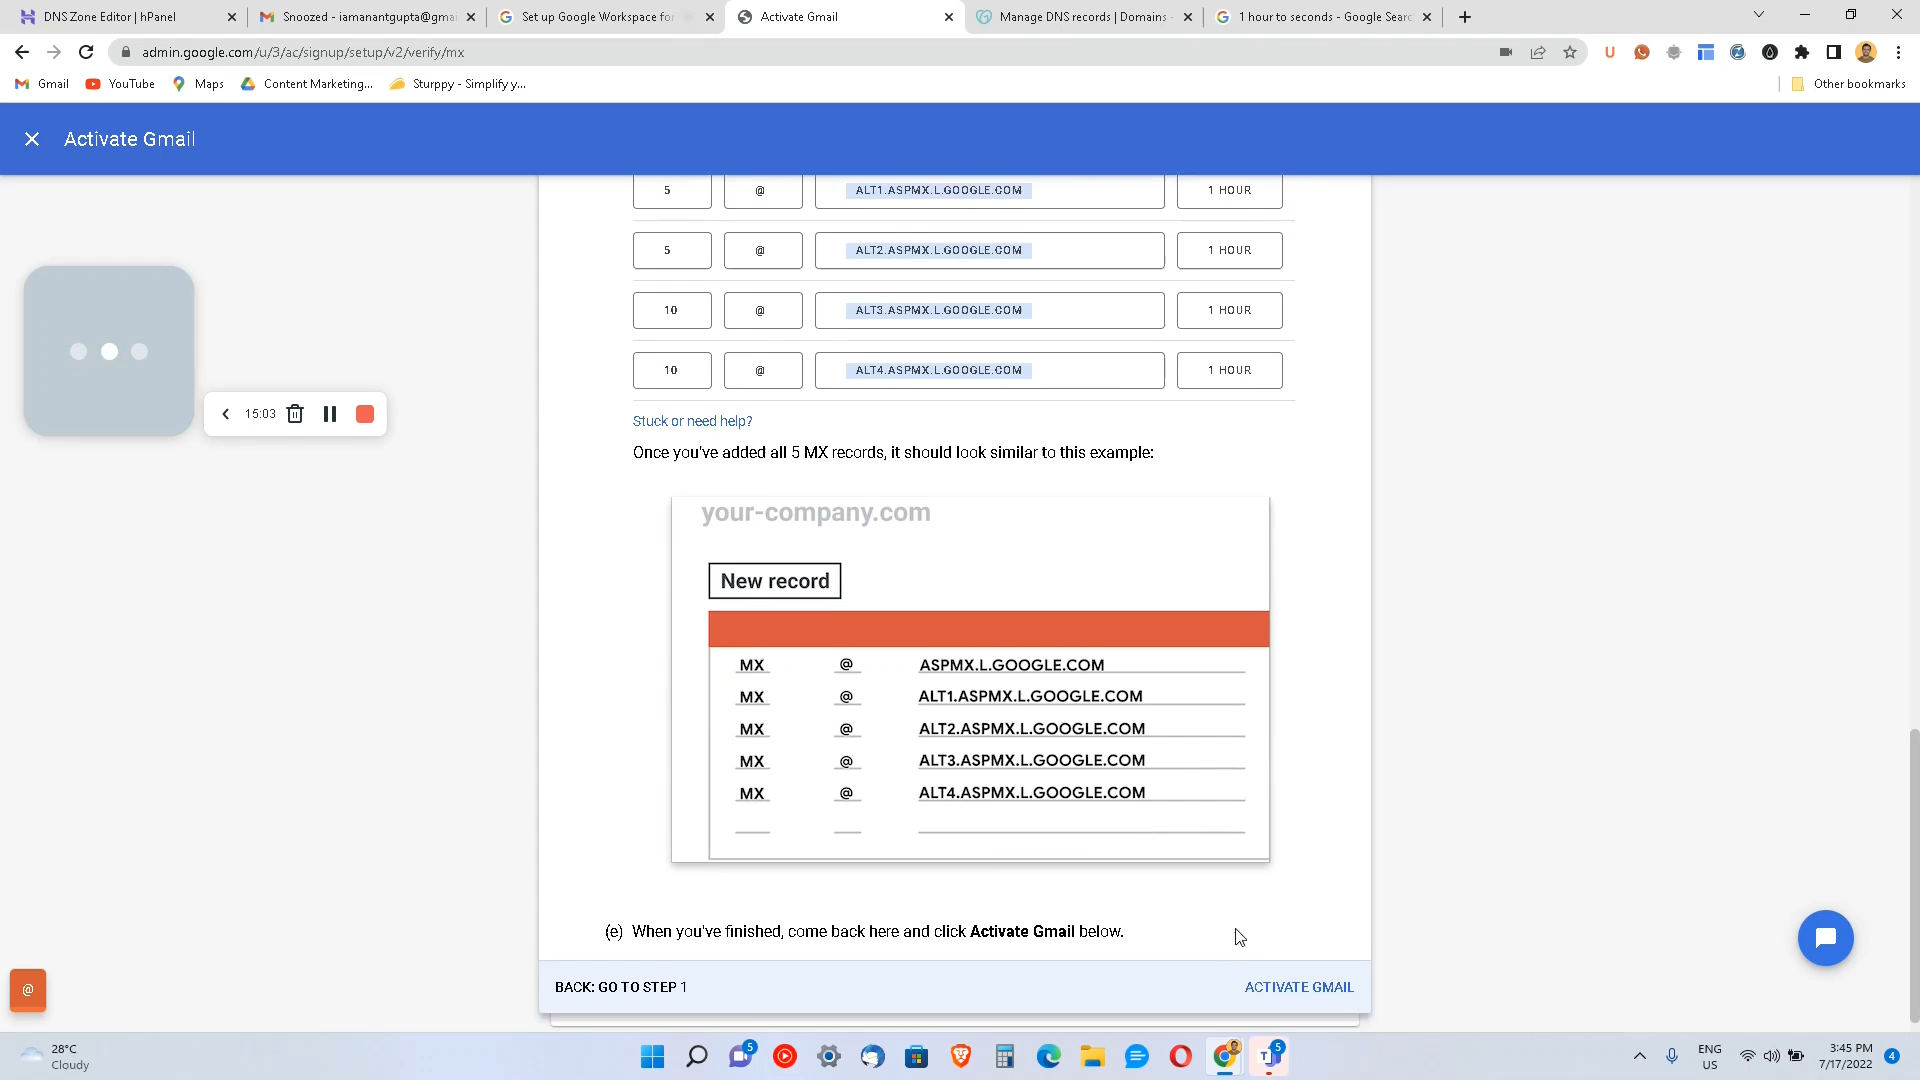 DNS Zone Editor | hPanel
Snoozed - iamanantgupta@gmai
Set up Google Workspace for
Activate Gmail
Manage DNS records | Domains -
1 hour to seconds - Google Searc
admin.google.com/u/3/ac/signup/setup/v2/verify/mx
Gmail
YouTube
Maps
Content Marketing...
Sturppy - Simplify y...
Other bookmarks
Activate Gmail
5 @ ALT1.ASPMX.L.GOOGLE.COM 1 HOUR
5 @ ALT2.ASPMX.L.GOOGLE.COM 1 HOUR
10 @ ALT3.ASPMX.L.GOOGLE.COM 1 HOUR
10 @ ALT4.ASPMX.L.GOOGLE.COM 1 HOUR
15:03
Stuck or need help?
Once you've added all 5 MX records, it should look similar to this example:
your-company.com
New record
MX @ ASPMX.L.GOOGLE.COM
MX @ ALT1.ASPMX.L.GOOGLE.COM
MX @ ALT2.ASPMX.L.GOOGLE.COM
MX @ ALT3.ASPMX.L.GOOGLE.COM
MX @ ALT4.ASPMX.L.GOOGLE.COM
(e) When you've finished, come back here and click Activate Gmail below.
BACK: GO TO STEP 1
ACTIVATE GMAIL
@
28°C
Cloudy
5
5
ENG
US
3:45 PM
7/17/2022
4